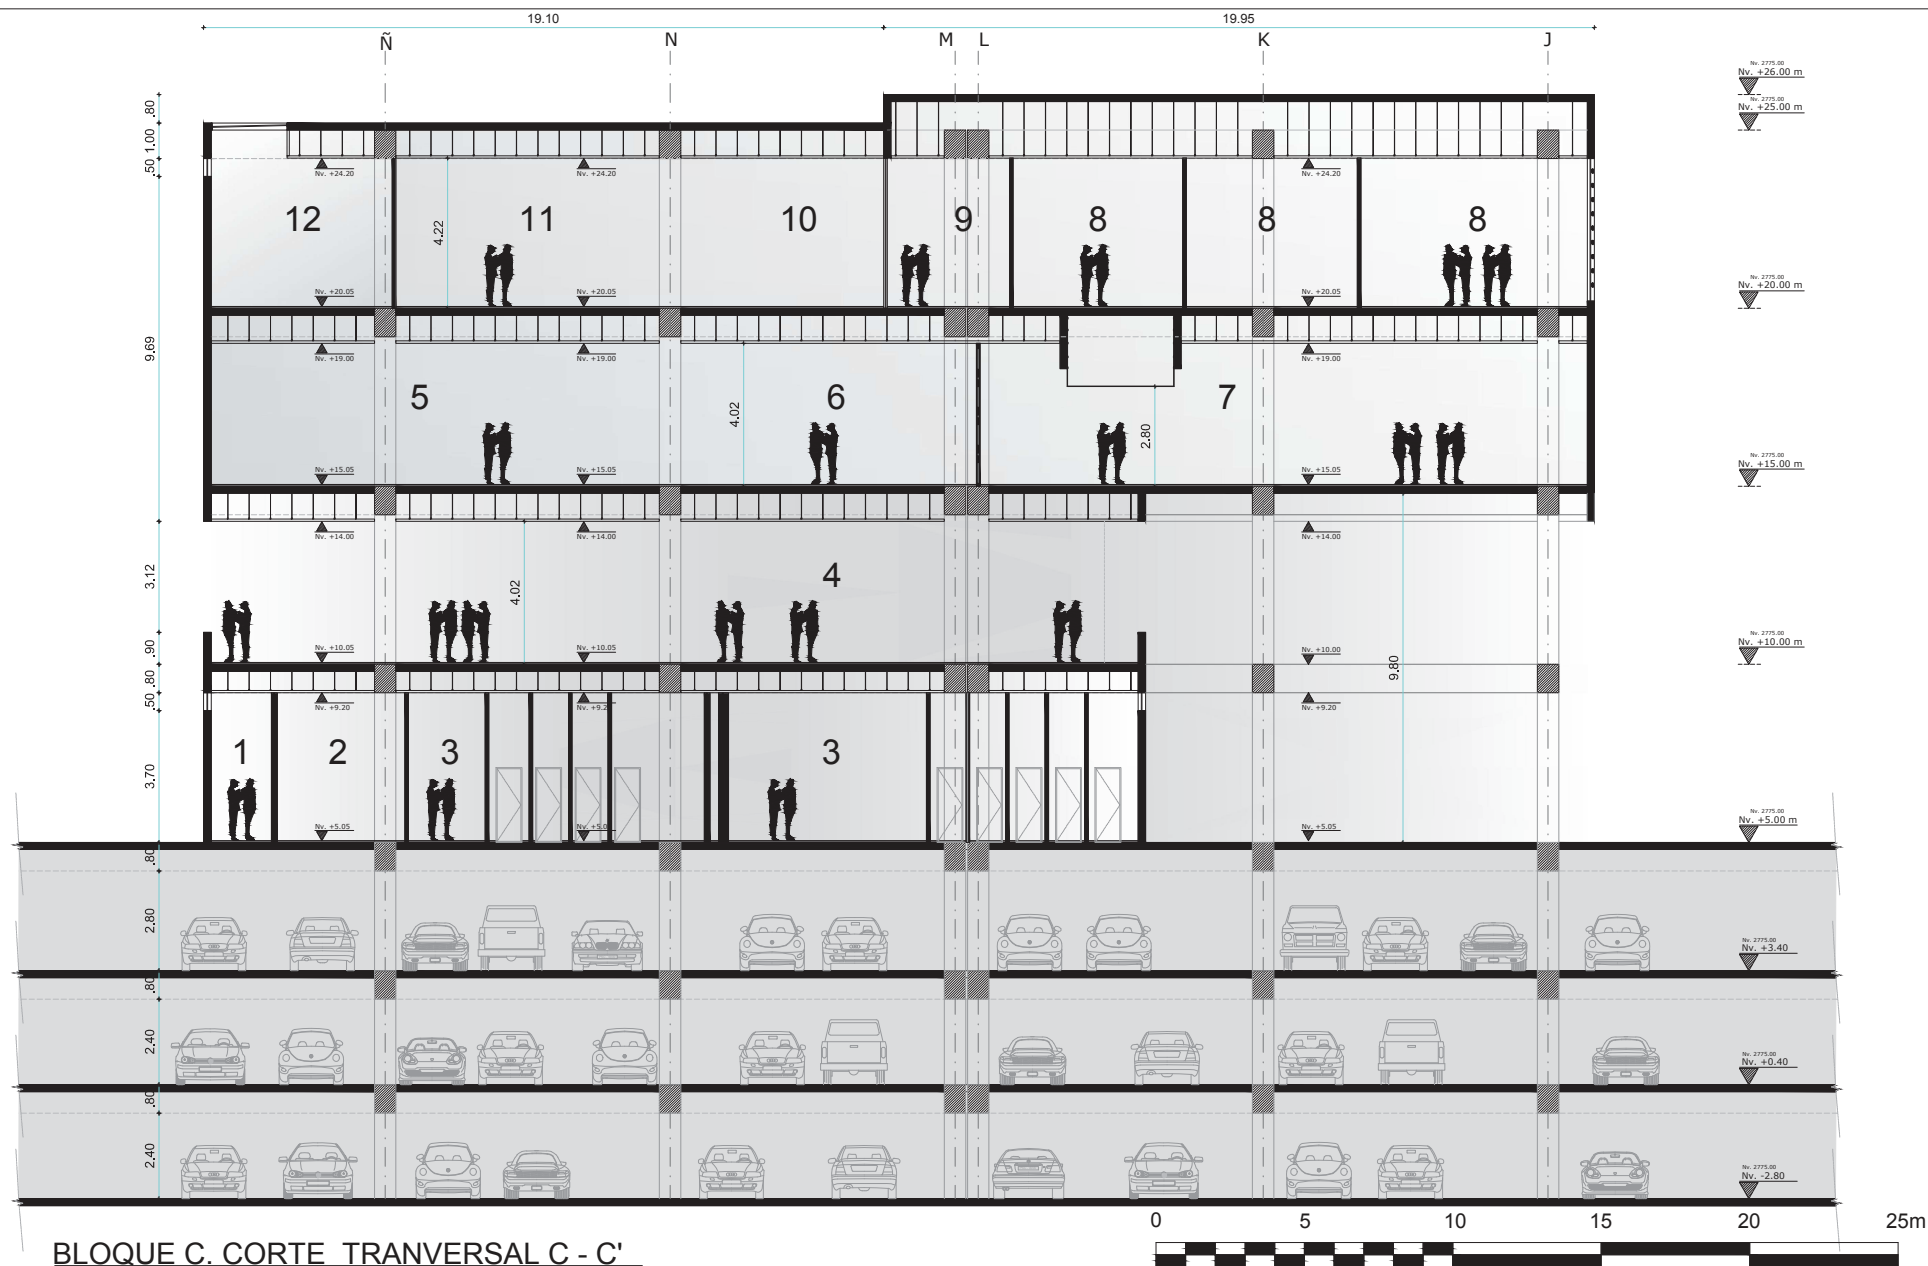 19.10
19.95
Ñ
N
M
L
K
J
Nv. 2775.00
Nv. +26.00 m
Nv. 2775.00
Nv. +25.00 m
.80
1.00
.50
Nv. +24.20
Nv. +24.20
Nv. +24.20
12
11
10
9
8
8
8
4.22
Nv. +20.05
Nv. +20.05
Nv. +20.05
Nv. 2775.00
Nv. +20.00 m
9.69
Nv. +19.00
Nv. +19.00
Nv. +19.00
5
6
7
4.02
2.80
Nv. +15.05
Nv. +15.05
Nv. +15.05
Nv. 2775.00
Nv. +15.00 m
Nv. +14.00
Nv. +14.00
Nv. +14.00
3.12
4.02
4
.90
Nv. +10.05
Nv. +10.05
Nv. +10.00
Nv. 2775.00
Nv. +10.00 m
9.80
.80
.50
Nv. +9.20
Nv. +9.2
Nv. +9.20
1
2
3
3
3.70
Nv. +5.05
Nv. +5.0
Nv. +5.05
Nv. 2775.00
Nv. +5.00 m
.80
2.80
Nv. 2775.00
Nv. +3.40
.80
2.40
Nv. 2775.00
Nv. +0.40
.80
2.40
Nv. 2775.00
Nv. -2.80
0 5 10 15 20 25m
BLOQUE C. CORTE TRANVERSAL C - C'